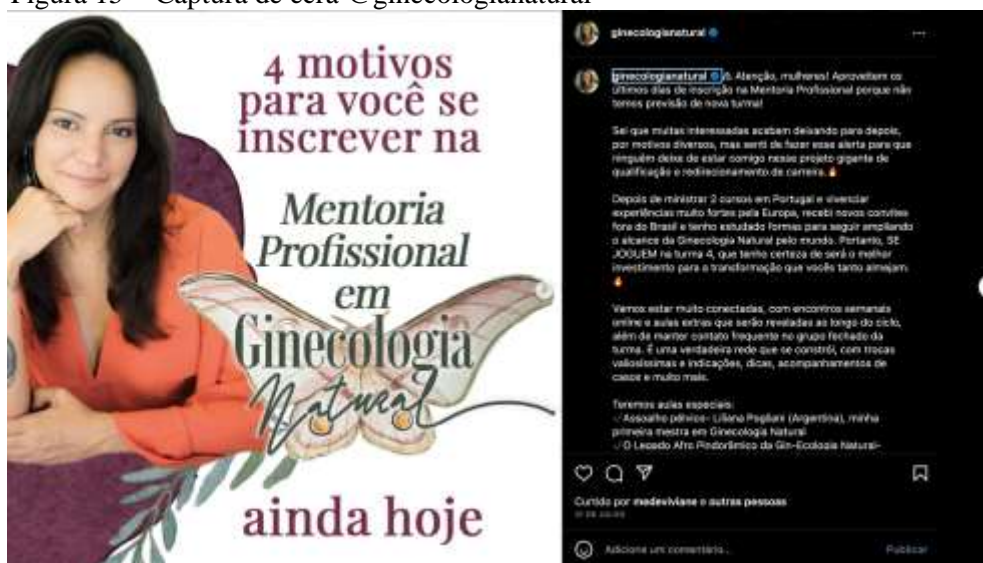 Figura 15 – Captura de cera @ginecologianatural
4 motivos
para você se
inscrever na
Mentoria
Profissional
em
Ginecologia
Natural
ainda hoje
ginecologianatural
ginecologianatural Atenção, mulheres! Aproveitem os
últimos dias de inscrição na Mentoria Profissional porque não
temos previsão de nova turma!
Sei que muitas interessadas acabam deixando para depois,
por motivos diversos, mas senti de fazer esse alerta para que
ninguém deixe de estar comigo nesse projeto gigante de
qualificação e redirecionamento de carreira.🔥
Depois de ministrar 2 cursos em Portugal e vivenciar
experiências muito fortes pela Europa, recebi novos convites
fora do Brasil e tenho estudado formas para seguir ampliando
o alcance da Ginecologia Natural pelo mundo. Portanto, SE
JOGUEM na turma 4, que tenho certeza de será o melhor
investimento para a transformação que vocês tanto almejam.
🔥
Vamos estar muito conectadas, com encontros semanais
online e aulas extras que serão reveladas ao longo do ciclo,
além de manter contato frequente no grupo fechado da
turma. É uma verdadeira rede que se constrói, com trocas
valiosíssimas e indicações, dicas, acompanhamentos de
casos e muito mais.
Teremos aulas especiais:
✓Assoalho pélvico- Liliana Pogliani (Argentina), minha
primeira mestra em Ginecologia Natural
✓O Legado Afro Pindorâmico da Gin-Ecologia Natural-
Curtido por medeviviane e outras pessoas
Adicione um comentário...
Publicar